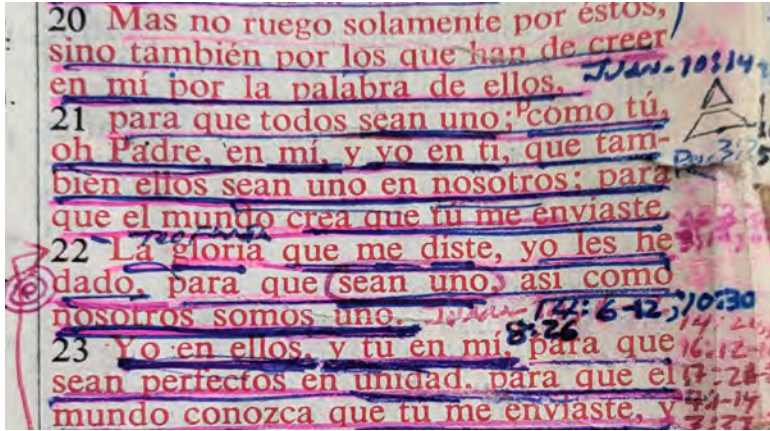 20 Mas no ruego solamente por éstos,
sino también por los que han de creer
en mí por la palabra de ellos,
Juan-10:14
21 para que todos sean uno; como tú,
oh Padre, en mí, y yo en ti, que tam-
bién ellos sean uno en nosotros; para
que el mundo crea que tú me enviaste.
22 La gloria que me diste, yo les he
dado, para que sean uno, así como
nosotros somos uno.
14:6-12; 10:30
8:26
23 Yo en ellos, y tú en mí, para que
sean perfectos en unidad, para que el
mundo conozca que tú me enviaste, y